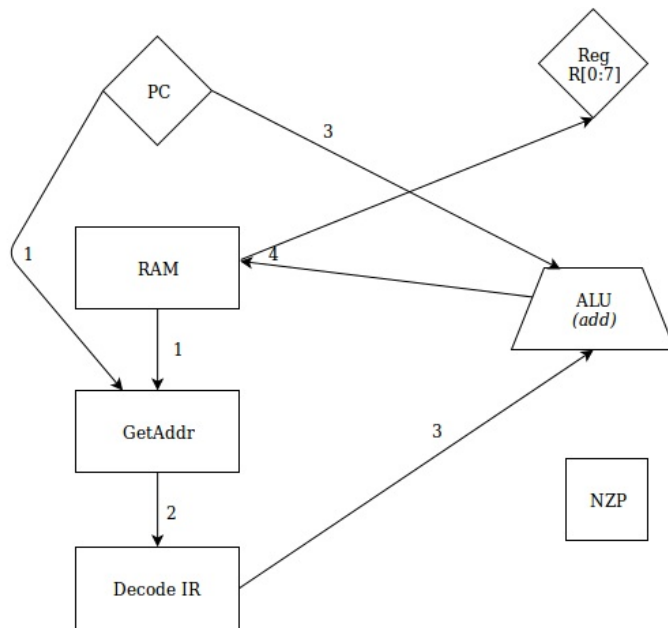 PC
Reg
R[0:7]
3
1
RAM
4
ALU
(add)
1
GetAddr
3
2
NZP
Decode IR